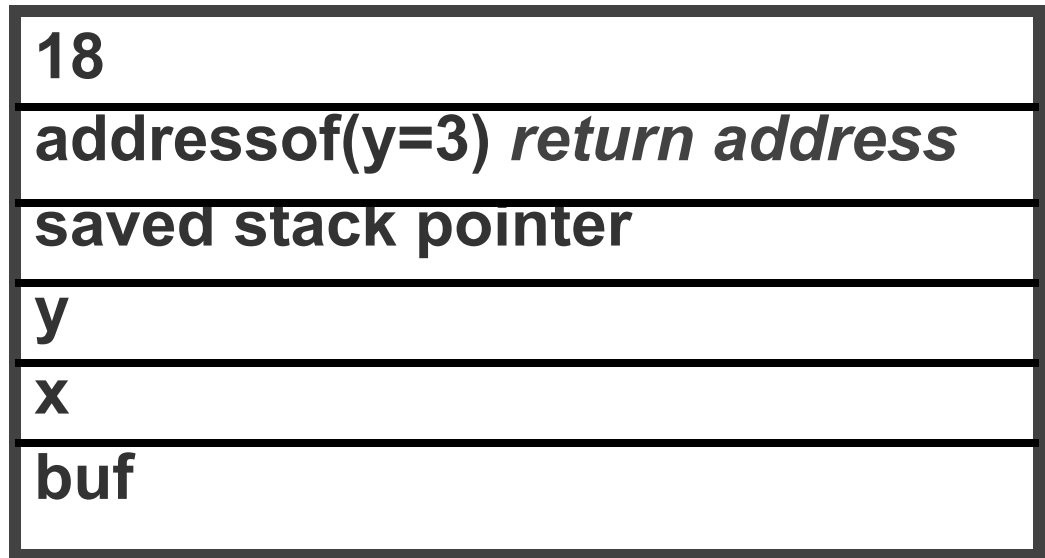 18
addressof(y=3) return address
saved stack pointer
y
x
buf